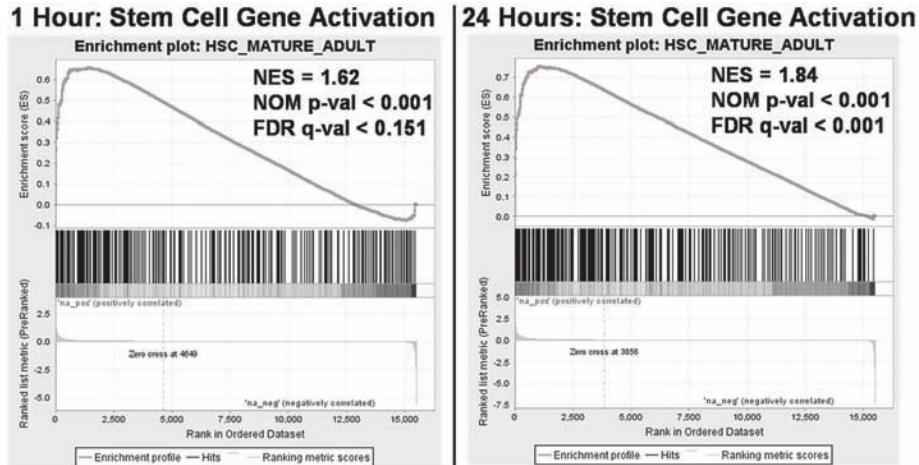 1 Hour: Stem Cell Gene Activation
Enrichment plot: HSC_MATURE_ADULT
NES = 1.62
NOM p-val < 0.001
FDR q-val < 0.151
Enrichment score (ES)
0.6
0.5
0.4
0.3
0.2
0.1
0.0
-0.1
'na_pos' (positively correlated)
Ranked list metric (PreRanked)
2.5
0.0
-2.5
-5.0
Zero cross at 4649
'na_neg' (negatively correlated)
0 2,500 5,000 7,500 10,000 12,500 15,000
Rank in Ordered Dataset
Enrichment profile Hits Ranking metric scores
24 Hours: Stem Cell Gene Activation
Enrichment plot: HSC_MATURE_ADULT
NES = 1.84
NOM p-val < 0.001
FDR q-val < 0.001
Enrichment score (ES)
0.7
0.6
0.5
0.4
0.3
0.2
0.1
0.0
'na_pos' (positively correlated)
Ranked list metric (PreRanked)
5.0
2.5
0.0
-2.5
-5.0
-7.5
Zero cross at 3856
'na_neg' (negatively correlated)
0 2,500 5,000 7,500 10,000 12,500 15,000
Rank in Ordered Dataset
Enrichment profile Hits Ranking metric scores